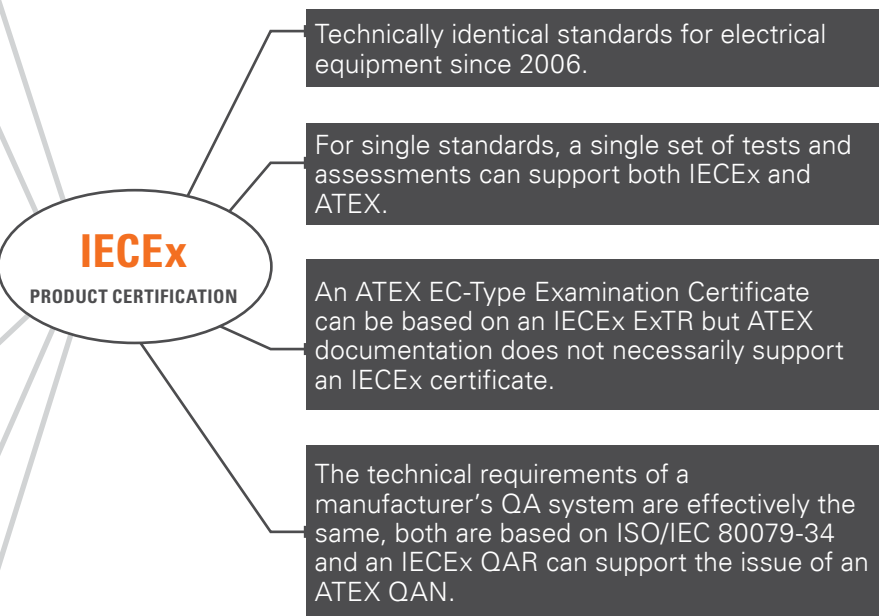 IECEx
PRODUCT CERTIFICATION
Technically identical standards for electrical
equipment since 2006.
For single standards, a single set of tests and
assessments can support both IECEx and
ATEX.
An ATEX EC-Type Examination Certificate
can be based on an IECEx ExTR but ATEX
documentation does not necessarily support
an IECEx certificate.
The technical requirements of a
manufacturer’s QA system are effectively the
same, both are based on ISO/IEC 80079-34
and an IECEx QAR can support the issue of an
ATEX QAN.